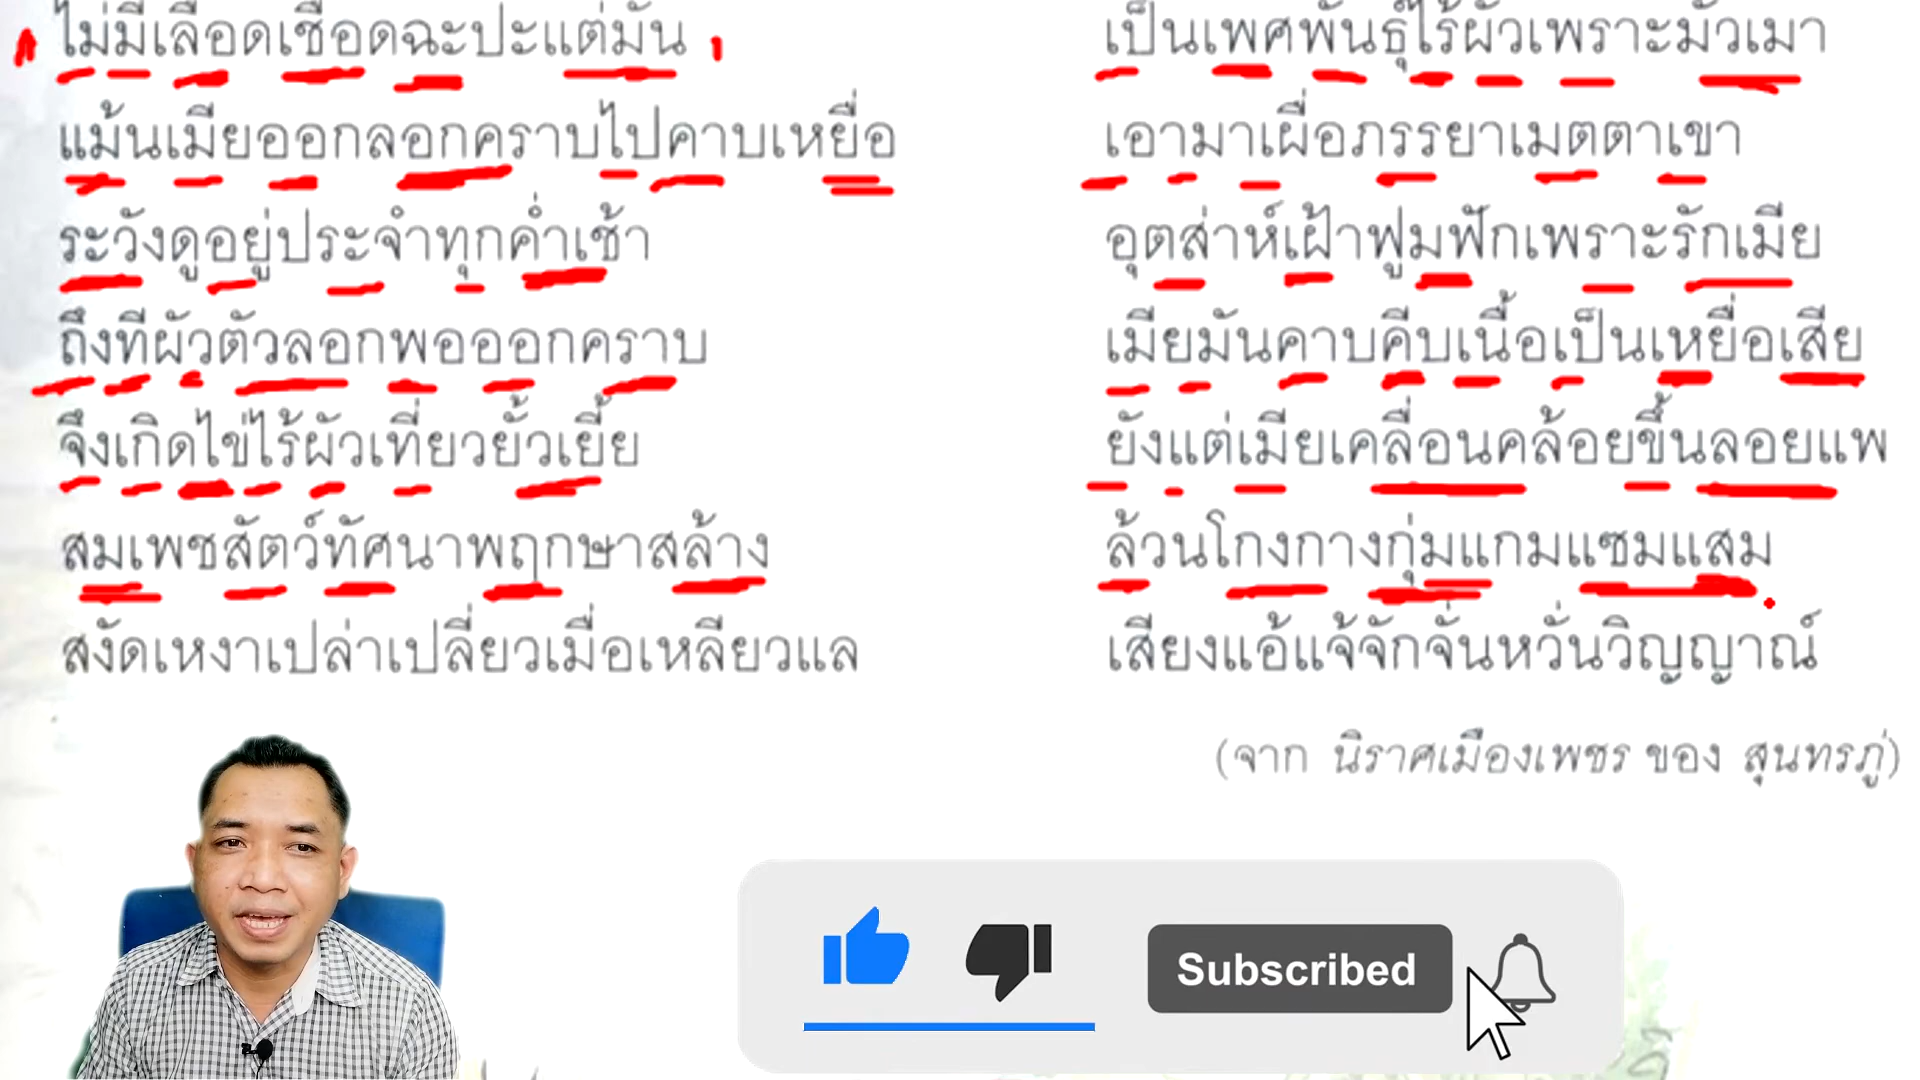 ไม่มีเลือดเชือดฉะปะแต่มัน เป็นเพศพันธุ์ไร้ผัวเพราะมัวเมา
แม้นเมียออกลอกคราบไปคาบเหยื่อ เอามาเผื่อภรรยาเมตตาเขา
ระวังดูอยู่ประจำทุกค่ำเช้า อุตส่าห์เฝ้าฟูมฟักเพราะรักเมีย
ถึงทีผัวตัวลอกพอออกคราบ เมียมันคาบคีบเนื้อเป็นเหยื่อเสีย
จึงเกิดไข่ไร้ผัวเที่ยวยั้วเยี้ย ยังแต่เมียเคลื่อนคล้อยขึ้นลอยแพ
สมเพชสัตว์ทัศนาพฤกษาสล้าง ล้วนโกงกางกุ่มแกมแซมแสม
สงัดเหงาเปล่าเปลี่ยวเมื่อเหลียวแล เสียงแอ้แจ้จักจั่นหวั่นวิญญาณ์
(จาก นิราศเมืองเพชร ของ สุนทรภู่)
Subscribed